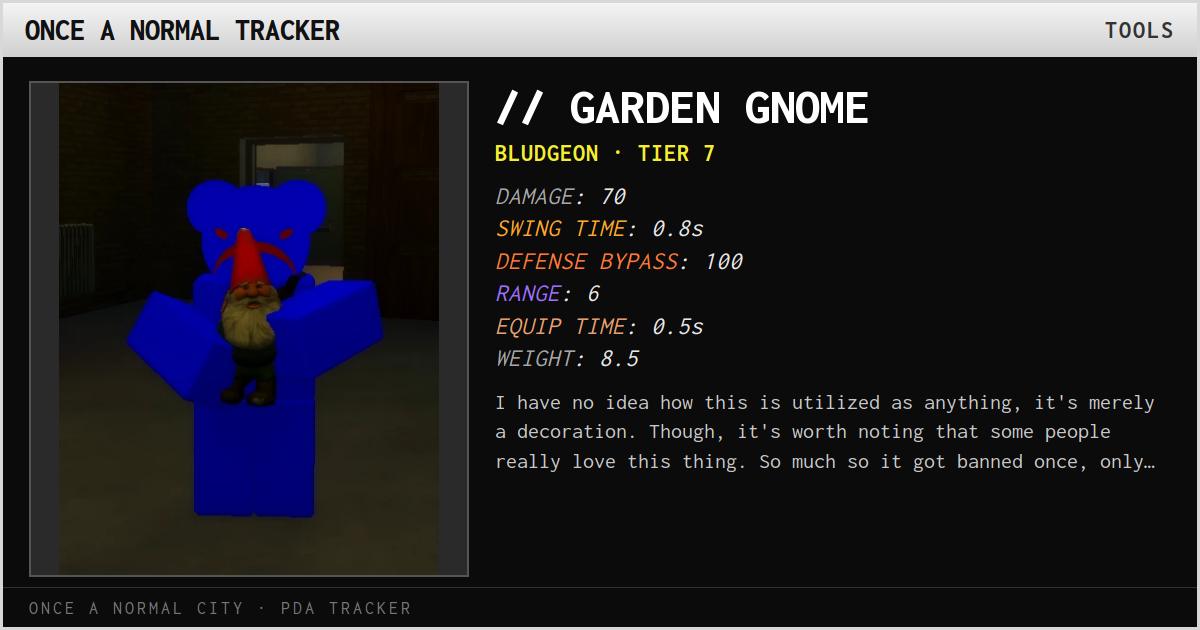 ONCE A NORMAL TRACKER
TOOLS
// GARDEN GNOME
BLUDGEON · TIER 7
DAMAGE: 70
SWING TIME: 0.8s
DEFENSE BYPASS: 100
RANGE: 6
EQUIP TIME: 0.5s
WEIGHT: 8.5
I have no idea how this is utilized as anything, it's merely
a decoration. Though, it's worth noting that some people
really love this thing. So much so it got banned once, only…
ONCE A NORMAL CITY · PDA TRACKER